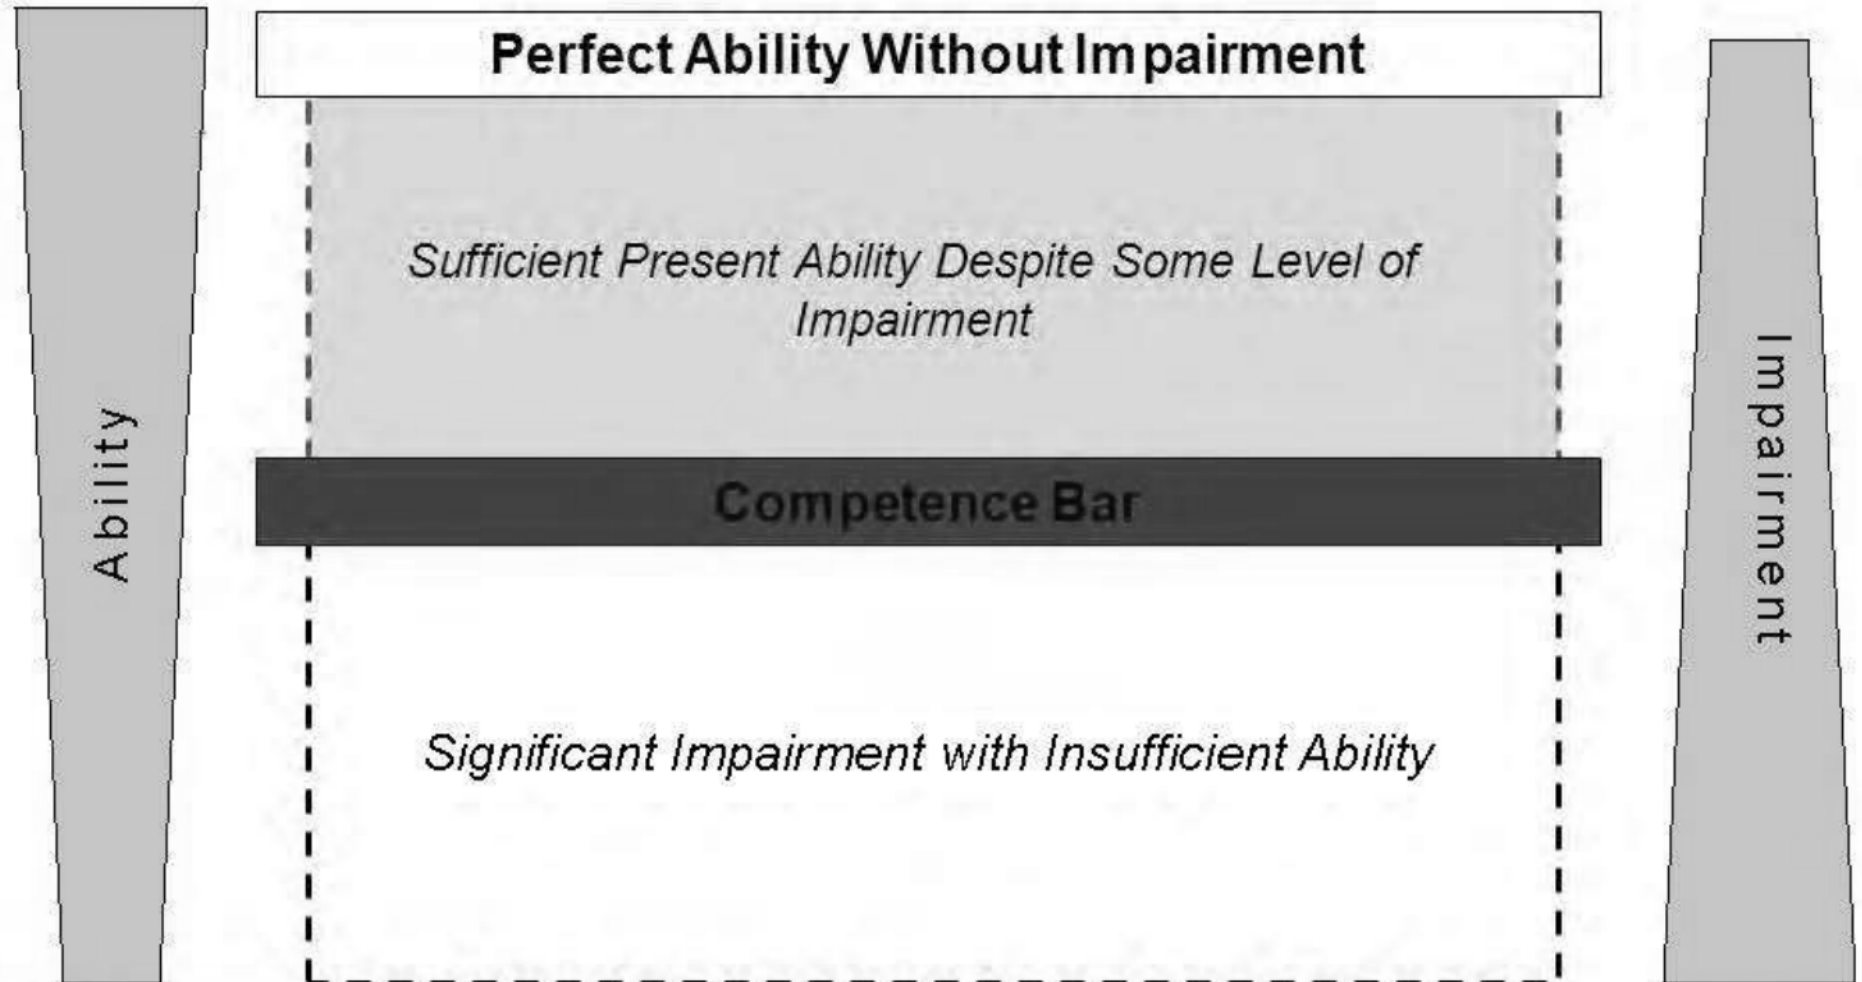 Perfect Ability Without Impairment
Sufficient Present Ability Despite Some Level of
Impairment
Ability
Impairment
Competence Bar
Significant Impairment with Insufficient Ability